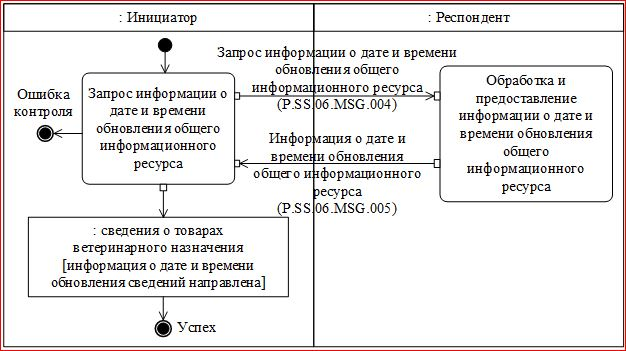 : Инициатор
: Респондент
Запрос информации о дате и времени
обновления общего
информационного ресурса
(P.SS.06.MSG.004)
Ошибка
контроля
Запрос информации о
дате и времени
обновления общего
информационного
ресурса
Обработка и
предоставление
информации о дате и
времени обновления
общего
информационного
ресурса
Информация о дате и
времени обновления
общего информационного
ресурса
(P.SS.06.MSG.005)
: сведения о товарах
ветеринарного назначения
[информация о дате и времени
обновления сведений направлена]
Успех